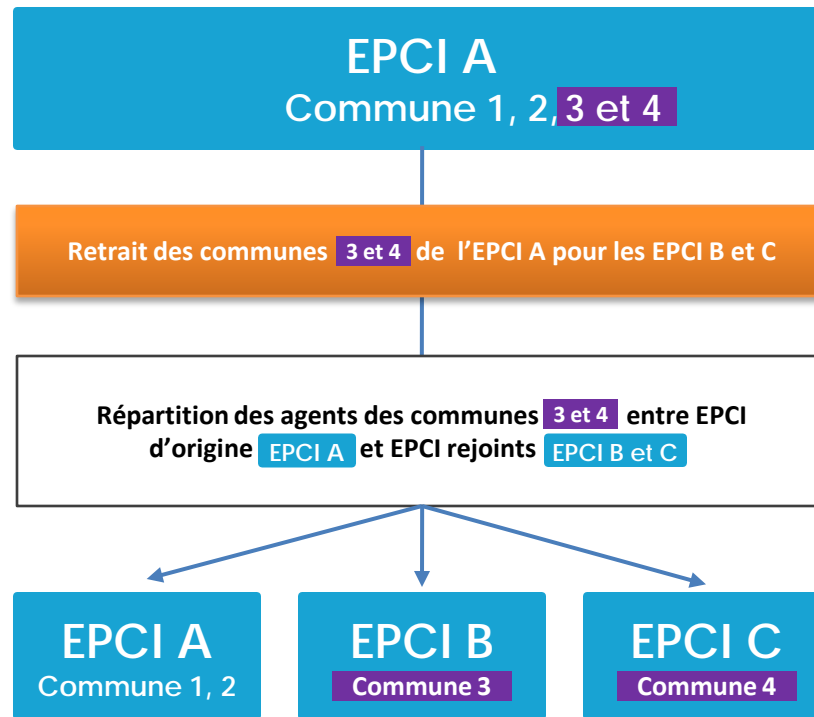 EPCI A
Commune 1, 2, 3 et 4
Retrait des communes 3 et 4 de l’EPCI A pour les EPCI B et C
Répartition des agents des communes 3 et 4 entre EPCI
d’origine EPCI A et EPCI rejoints EPCI B et C
EPCI A
Commune 1, 2
EPCI B
Commune 3
EPCI C
Commune 4